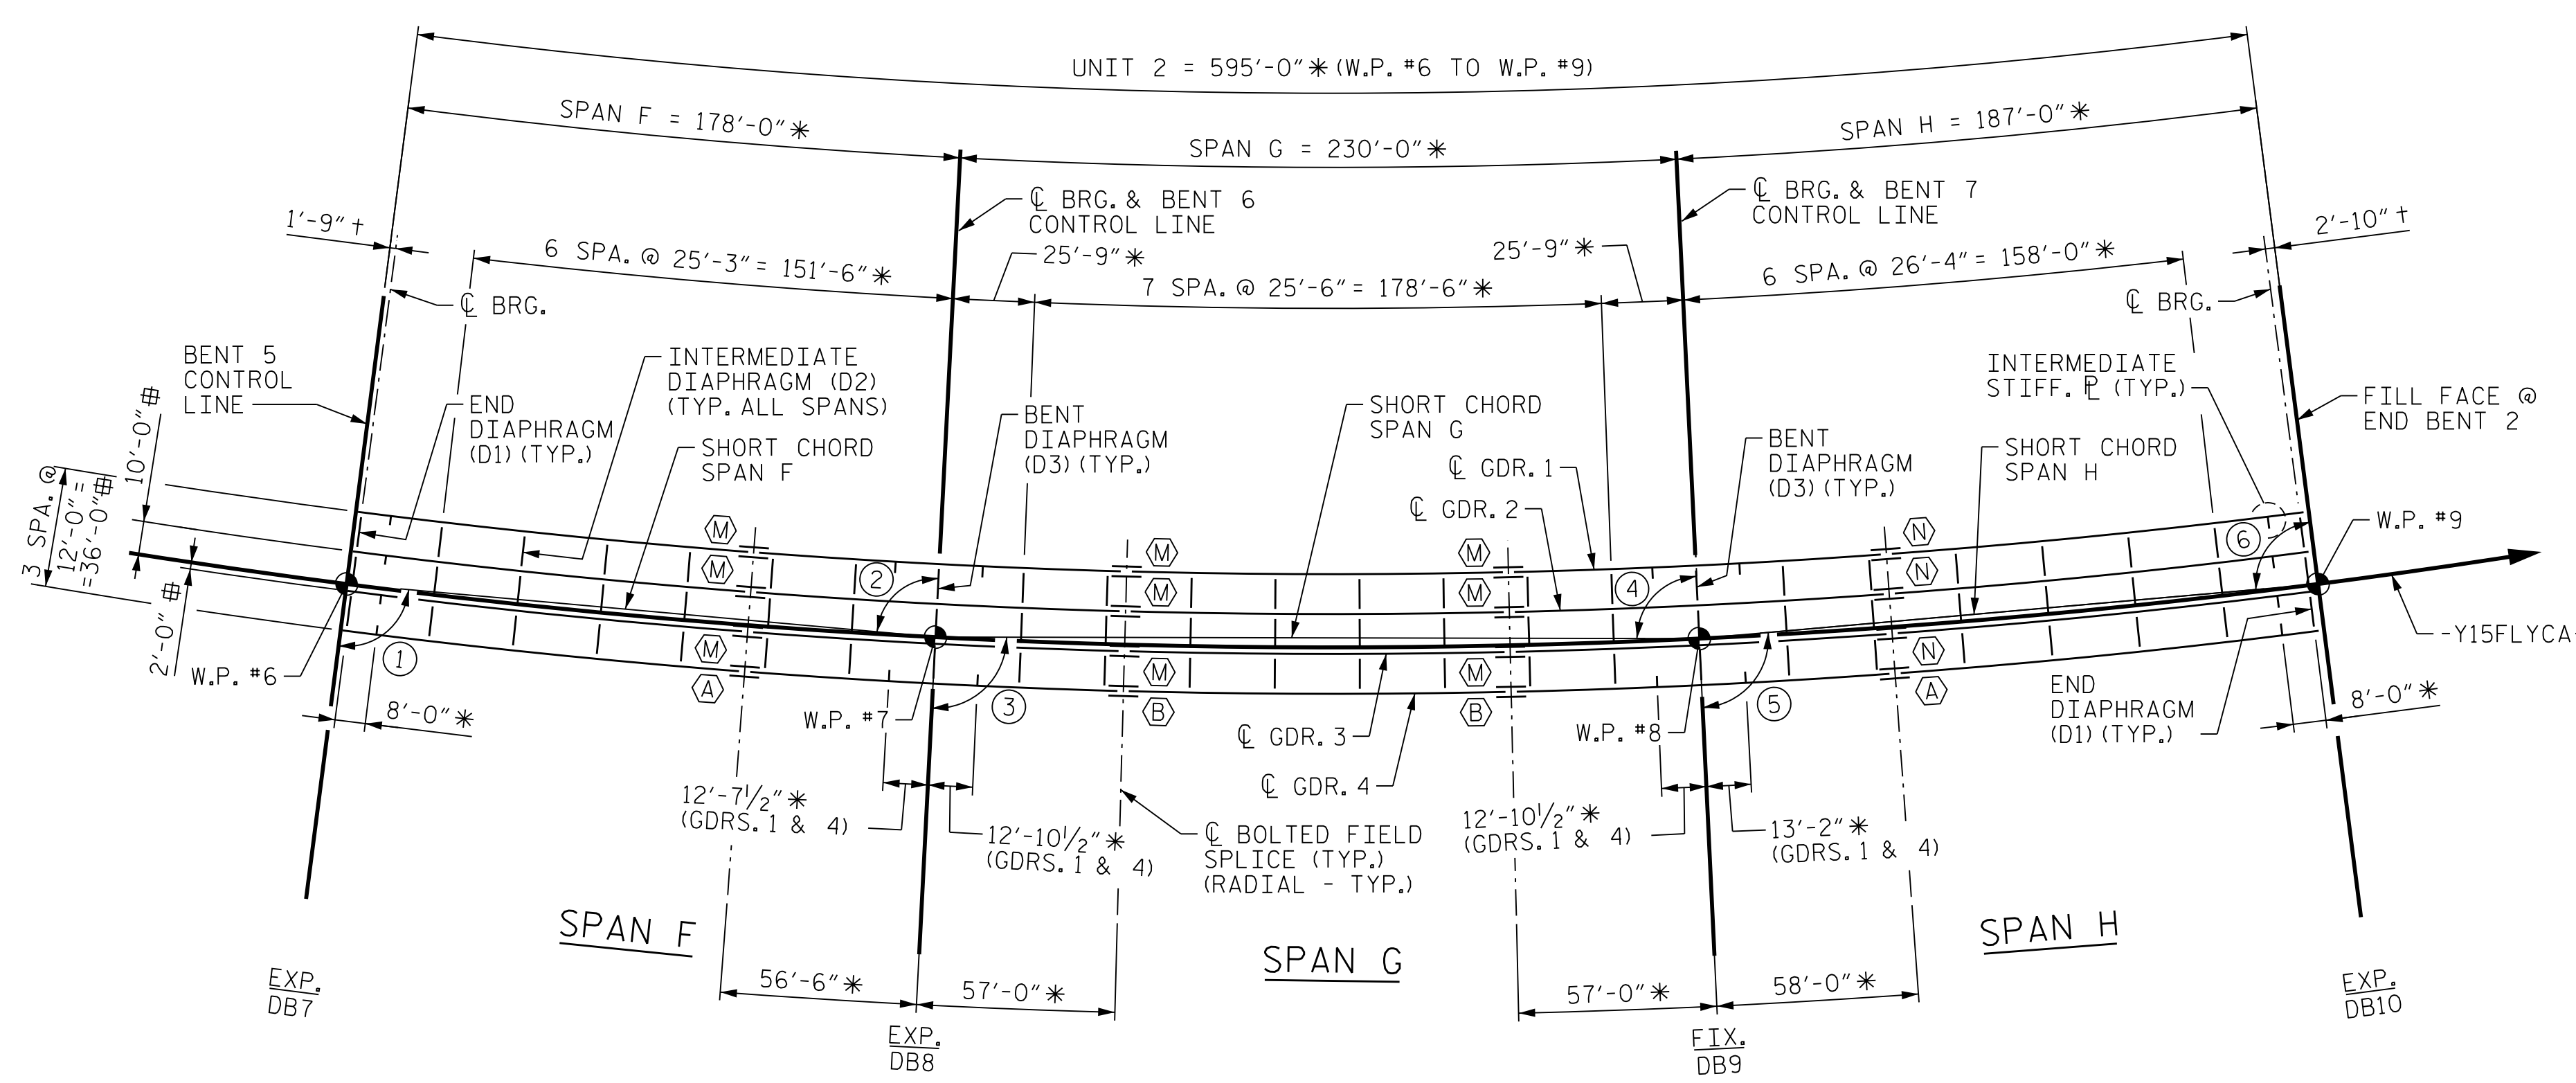 UNIT 2 = 595'-0"* (W.P. #6 TO W.P. #9)
SPAN F = 178'-0"*
SPAN G = 230'-0"*
SPAN H = 187'-0"*
℄ BRG. & BENT 6
CONTROL LINE
℄ BRG. & BENT 7
CONTROL LINE
1'-9" †
2'-10" †
6 SPA. @ 25'-3" = 151'-6"*
25'-9"*
7 SPA. @ 25'-6" = 178'-6"*
25'-9"*
6 SPA. @ 26'-4" = 158'-0"*
℄ BRG.
℄ BRG.
BENT 5
CONTROL
LINE
INTERMEDIATE
DIAPHRAGM (D2)
(TYP. ALL SPANS)
END
DIAPHRAGM
(D1) (TYP.)
SHORT CHORD
SPAN F
BENT
DIAPHRAGM
(D3) (TYP.)
SHORT CHORD
SPAN G
℄ GDR. 1
℄ GDR. 2
BENT
DIAPHRAGM
(D3) (TYP.)
INTERMEDIATE
STIFF. ⅊ (TYP.)
SHORT CHORD
SPAN H
FILL FACE @
END BENT 2
W.P. #9
3 SPA. @
12'-0" =
=36'-0" ⌗
10'-0" ⌗
2'-0" ⌗
W.P. #6
1
8'-0"*
M
M
M
A
2
W.P. #7
3
M
M
M
B
M
M
M
B
4
W.P. #8
5
N
N
N
A
6
-Y15FLYCA-
END
DIAPHRAGM
(D1) (TYP.)
8'-0"*
℄ GDR. 3
℄ GDR. 4
12'-7 1/2"*
(GDRS. 1 & 4)
12'-10 1/2"*
(GDRS. 1 & 4)
℄ BOLTED FIELD
SPLICE (TYP.)
(RADIAL - TYP.)
12'-10 1/2"*
(GDRS. 1 & 4)
13'-2"*
(GDRS. 1 & 4)
SPAN F
SPAN G
SPAN H
56'-6"*
57'-0"*
57'-0"*
58'-0"*
EXP.
DB7
EXP.
DB8
FIX.
DB9
EXP.
DB10